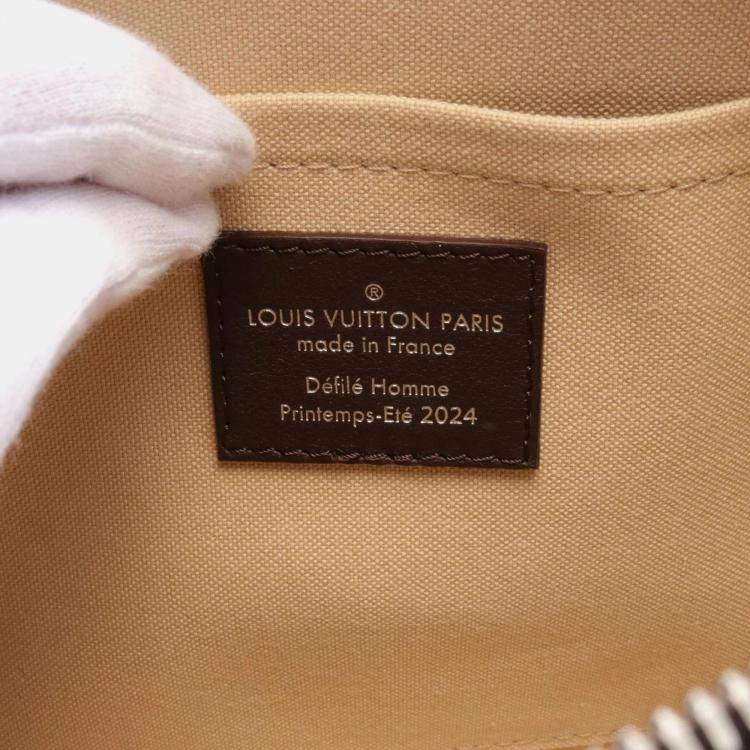 ®
LOUIS VUITTON PARIS
made in France
Défilé Homme
Printemps-Eté 2024